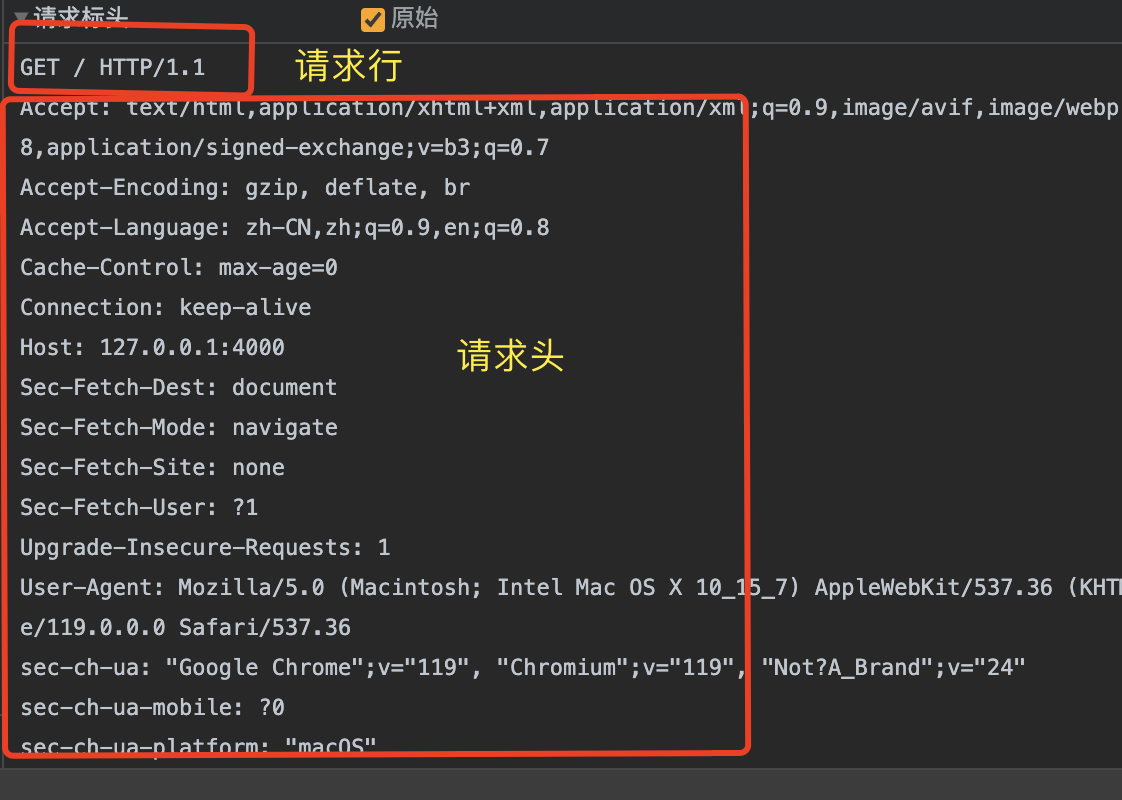 请求标头 原始
GET / HTTP/1.1 请求行
Accept: text/html,application/xhtml+xml,application/xml;q=0.9,image/avif,image/webp
8,application/signed-exchange;v=b3;q=0.7
Accept-Encoding: gzip, deflate, br
Accept-Language: zh-CN,zh;q=0.9,en;q=0.8
Cache-Control: max-age=0
Connection: keep-alive
Host: 127.0.0.1:4000 请求头
Sec-Fetch-Dest: document
Sec-Fetch-Mode: navigate
Sec-Fetch-Site: none
Sec-Fetch-User: ?1
Upgrade-Insecure-Requests: 1
User-Agent: Mozilla/5.0 (Macintosh; Intel Mac OS X 10_15_7) AppleWebKit/537.36 (KHTM
e/119.0.0.0 Safari/537.36
sec-ch-ua: "Google Chrome";v="119", "Chromium";v="119", "Not?A_Brand";v="24"
sec-ch-ua-mobile: ?0
sec-ch-ua-platform: "macOS"